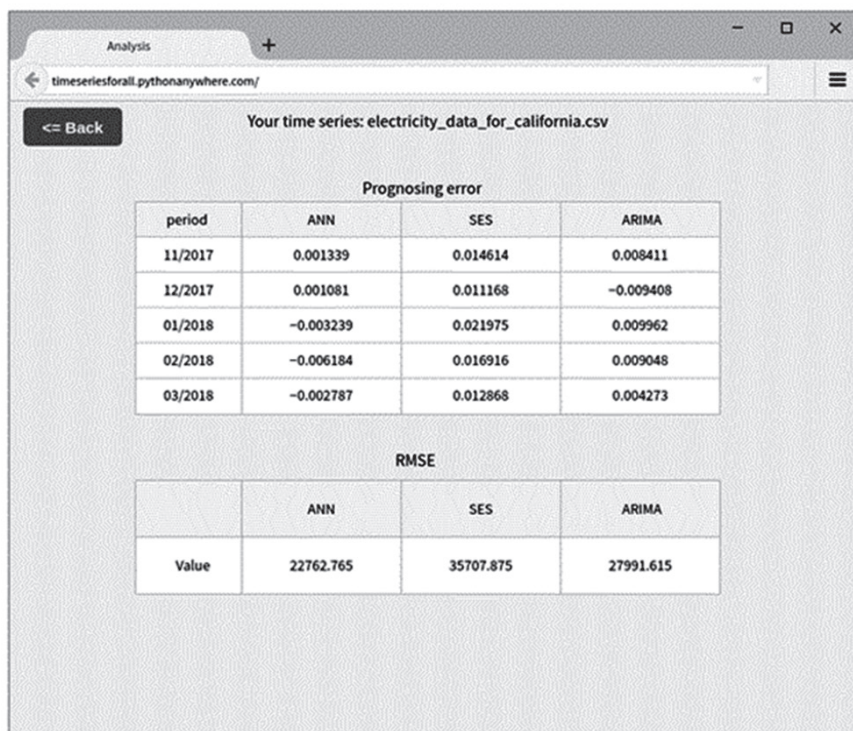 Analysis
timeseriesforall.pythonanywhere.com/
<= Back
Your time series: electricity_data_for_california.csv
Prognosing error
period ANN SES ARIMA
11/2017 0.001339 0.014614 0.008411
12/2017 0.001081 0.011168 −0.009408
01/2018 −0.003239 0.021975 0.009962
02/2018 −0.006184 0.016916 0.009048
03/2018 −0.002787 0.012868 0.004273
RMSE
ANN SES ARIMA
Value 22762.765 35707.875 27991.615